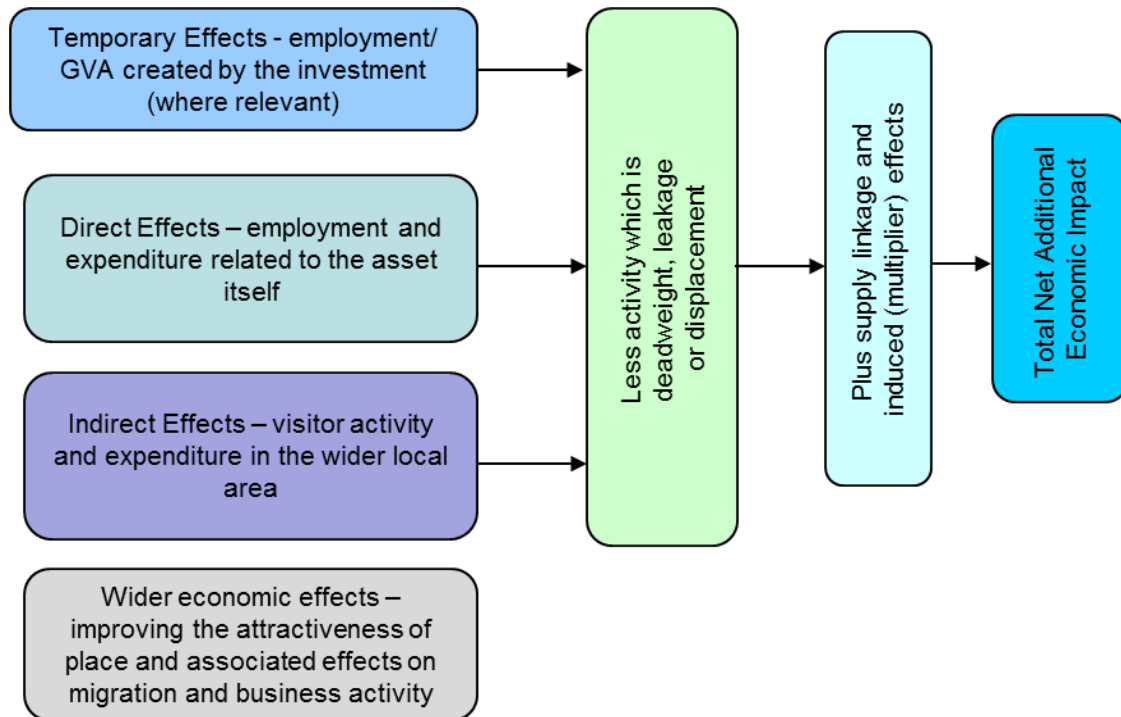 Temporary Effects - employment/
GVA created by the investment
(where relevant)
Direct Effects – employment and
expenditure related to the asset
itself
Indirect Effects – visitor activity
and expenditure in the wider local
area
Wider economic effects –
improving the attractiveness of
place and associated effects on
migration and business activity
Less activity which is
deadweight, leakage
or displacement
Plus supply linkage and
induced (multiplier) effects
Total Net Additional
Economic Impact